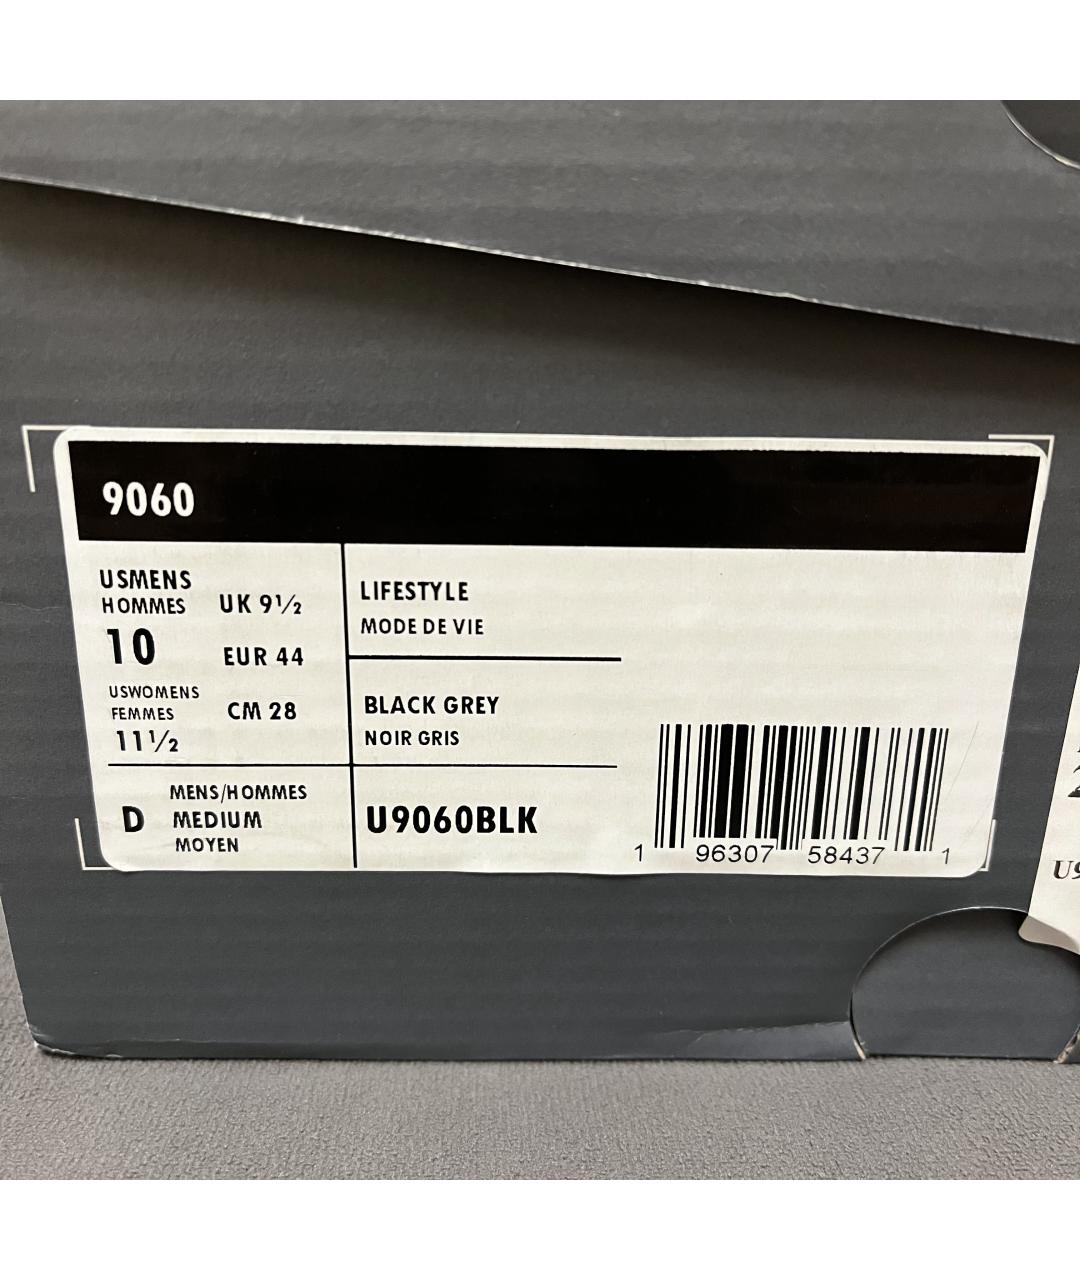 9060
USMENS
HOMMES
10
UK 9½
EUR 44
USWOMENS
FEMMES
11½
CM 28
D
MENS/HOMMES
MEDIUM
MOYEN
LIFESTYLE
MODE DE VIE
BLACK GREY
NOIR GRIS
U9060BLK
1 96307 58437 1